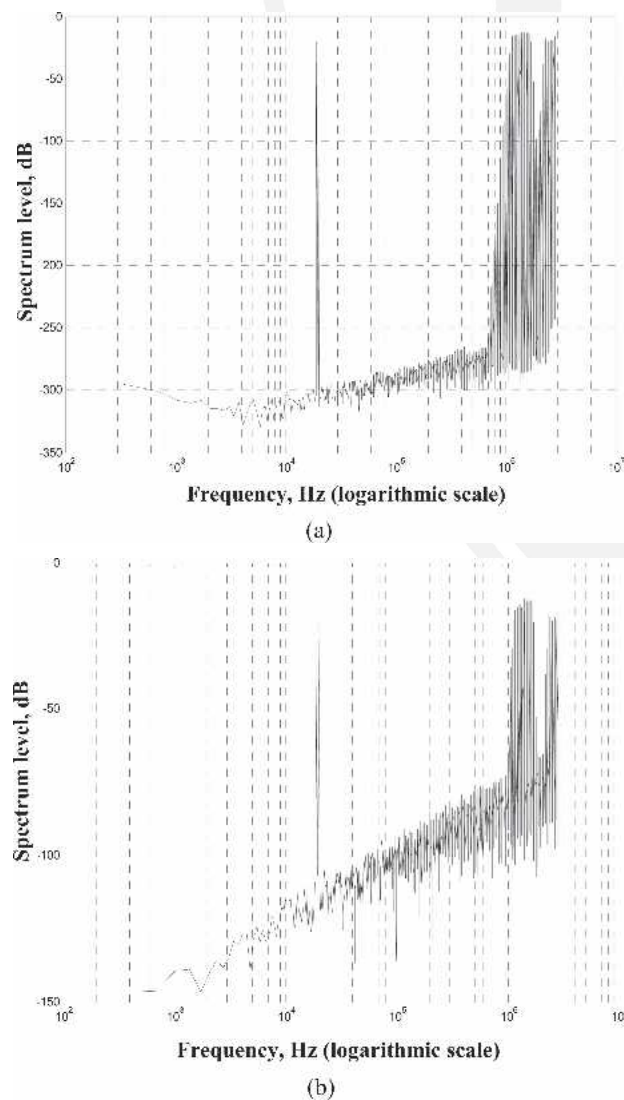 0
-50
-100
-150
-200
-250
-300
-350
Spectrum level, dB
10² 10³ 10⁴ 10⁵ 10⁶ 10⁷
Frequency, Hz (logarithmic scale)
(a)
0
-50
-100
-150
Spectrum level, dB
10² 10³ 10⁴ 10⁵ 10⁶ 10
Frequency, Hz (logarithmic scale)
(b)